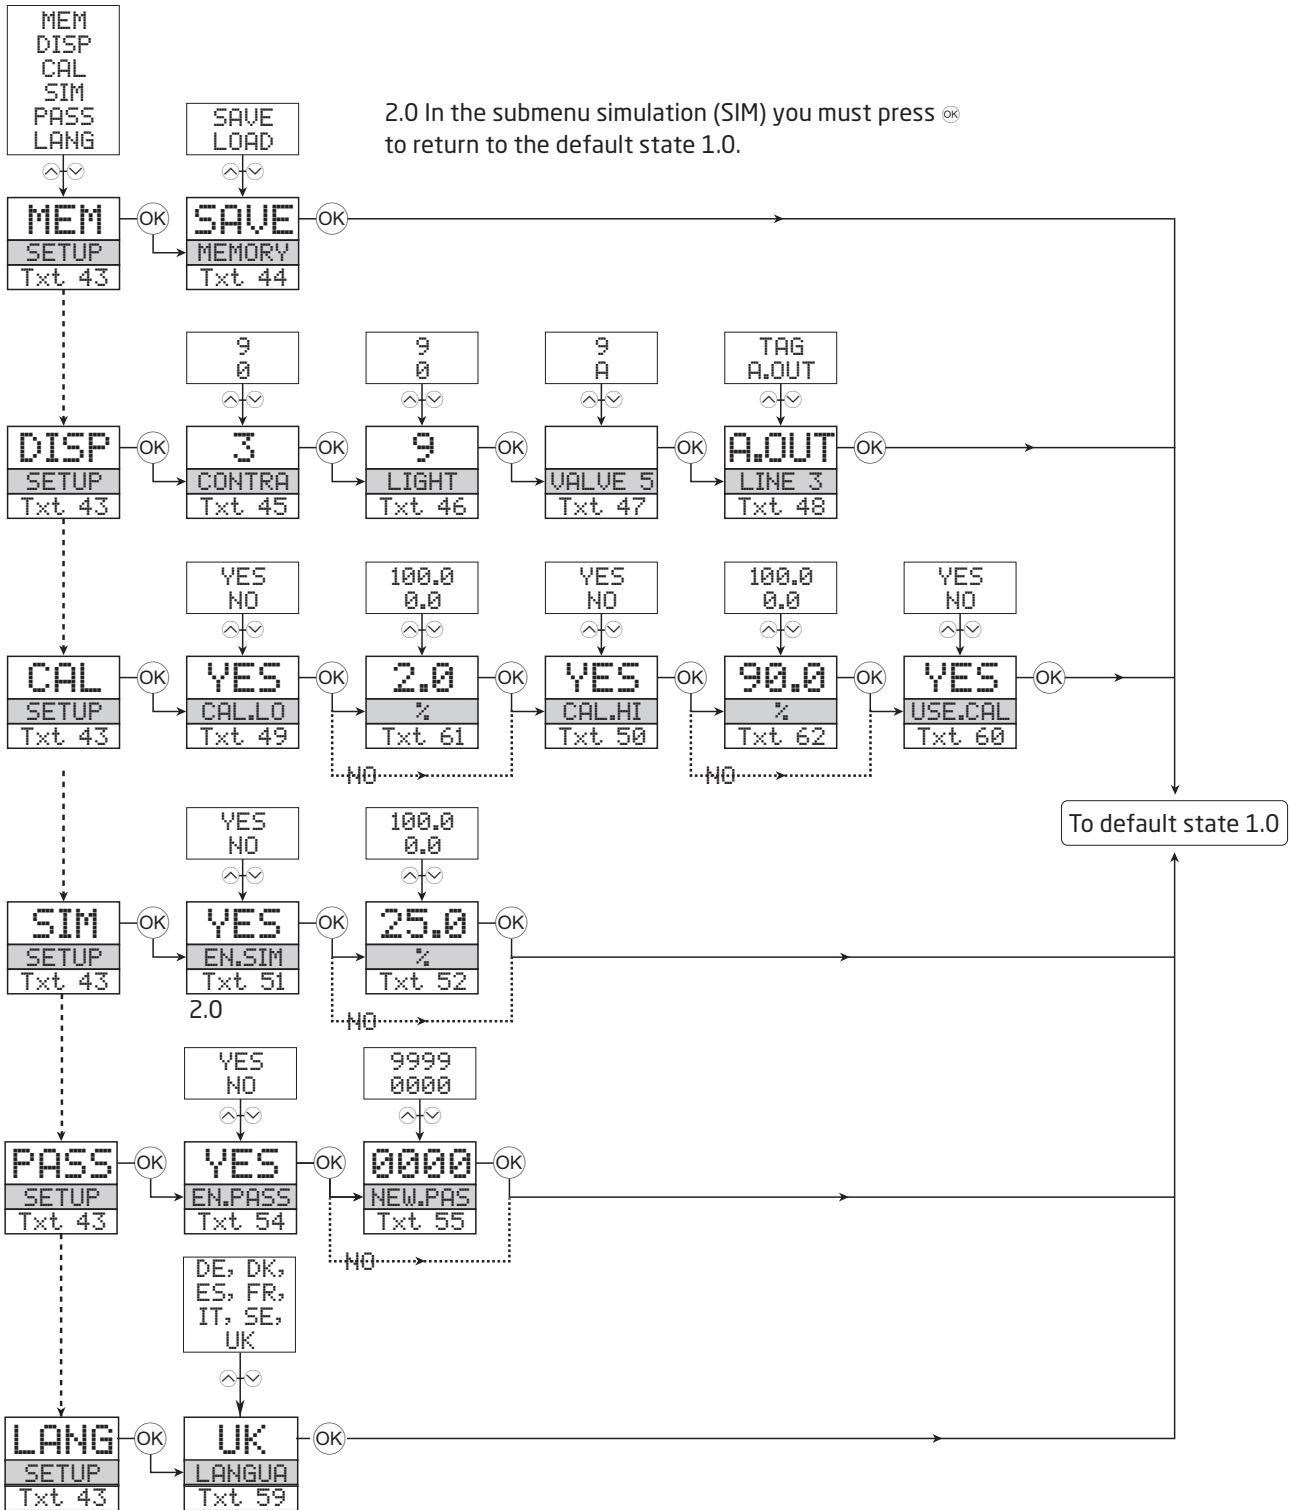 MEM
DISP
CAL
SIM
PASS
LANG
SAVE
LOAD
2.0 In the submenu simulation (SIM) you must press OK
to return to the default state 1.0.
MEM
OK
SAVE
OK
SETUP
MEMORY
Txt 43
Txt 44
9
0
9
0
9
A
TAG
A.OUT
DISP
OK
3
OK
9
OK
OK
A.OUT
OK
SETUP
CONTRA
LIGHT
VALVE 5
LINE 3
Txt 43
Txt 45
Txt 46
Txt 47
Txt 48
YES
NO
100.0
0.0
YES
NO
100.0
0.0
YES
NO
CAL
OK
YES
OK
2.0
OK
YES
OK
90.0
OK
YES
OK
SETUP
CAL.LO
%
CAL.HI
%
USE.CAL
Txt 43
Txt 49
Txt 61
Txt 50
Txt 62
Txt 60
NO
NO
To default state 1.0
YES
NO
100.0
0.0
SIM
OK
YES
OK
25.0
OK
SETUP
EN.SIM
%
Txt 43
Txt 51
Txt 52
2.0
NO
YES
NO
9999
0000
PASS
OK
YES
OK
0000
OK
SETUP
EN.PASS
NEW.PAS
Txt 43
Txt 54
Txt 55
NO
DE, DK,
ES, FR,
IT, SE,
UK
LANG
OK
UK
OK
SETUP
LANGUA
Txt 43
Txt 59